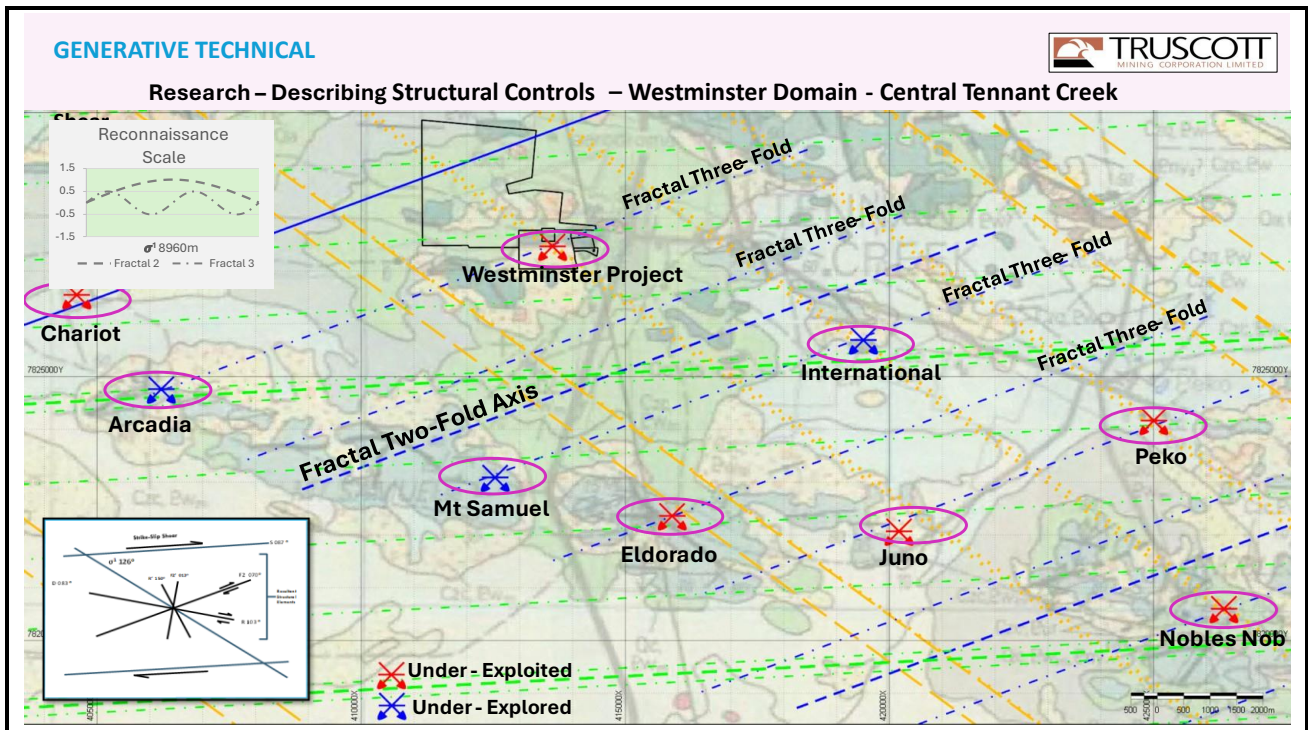 GENERATIVE TECHNICAL
TRUSCOTT
MINING CORPORATION LIMITED
Research – Describing Structural Controls – Westminster Domain - Central Tennant Creek
Shear
Reconnaissance
Scale
1.5
0.5
-0.5
-1.5
σ¹ 8960m
Fractal 2
Fractal 3
Fractal Three- Fold
Fractal Three- Fold
Fractal Three- Fold
Fractal Three- Fold
Westminster Project
Chariot
International
7825000Y
7825000Y
Arcadia
Fractal Two-Fold Axis
Peko
Mt Samuel
Eldorado
Juno
Nobles Nob
Strike-Slip Shear
σ¹ 126°
Under - Exploited
Under - Explored
410000X
415000X
420000X
500 0 500 1000 1500 2000m